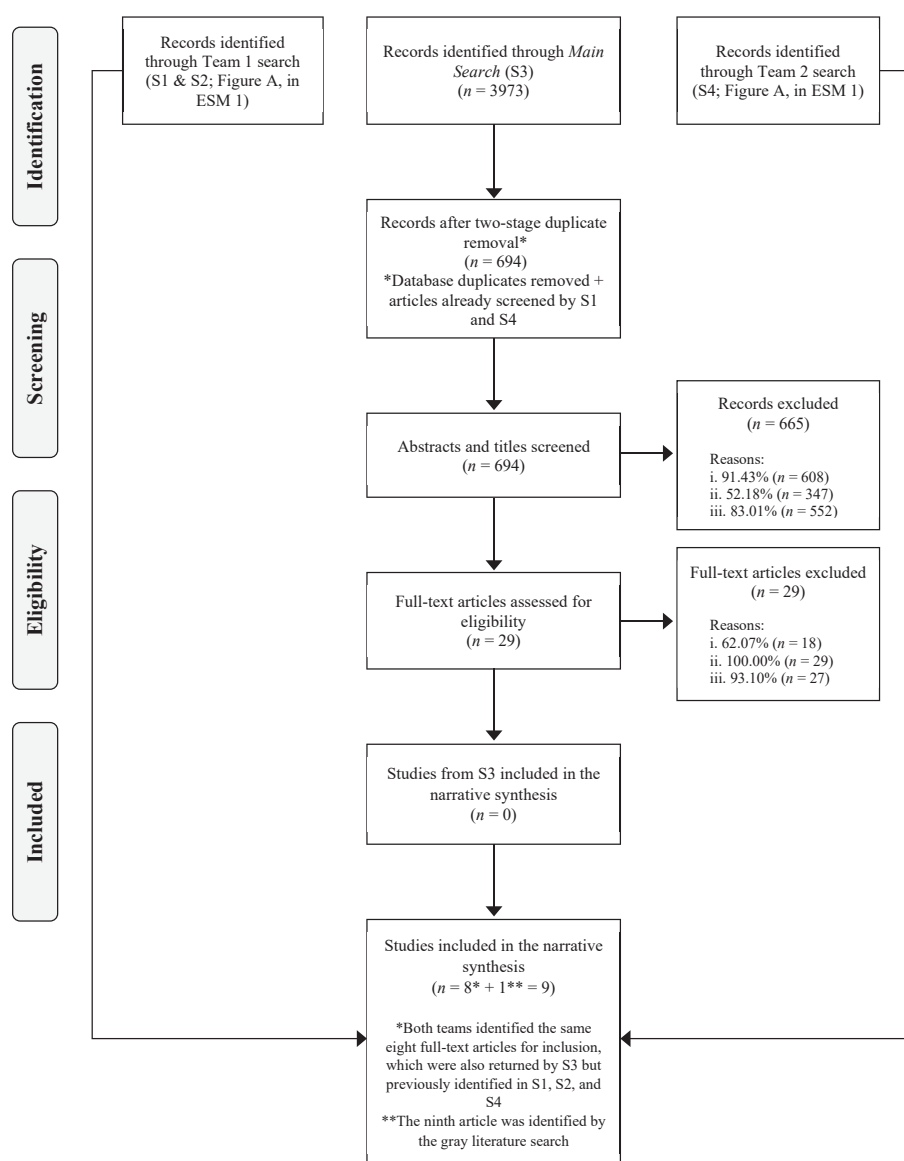 Identification
Records identified
through Team 1 search
(S1 & S2; Figure A, in
ESM 1)
Records identified through Main
Search (S3)
(n = 3973)
Records identified
through Team 2 search
(S4; Figure A, in ESM 1)
Records after two-stage duplicate
removal*
(n = 694)
*Database duplicates removed +
articles already screened by S1
and S4
Screening
Abstracts and titles screened
(n = 694)
Records excluded
(n = 665)
Reasons:
i. 91.43% (n = 608)
ii. 52.18% (n = 347)
iii. 83.01% (n = 552)
Eligibility
Full-text articles assessed for
eligibility
(n = 29)
Full-text articles excluded
(n = 29)
Reasons:
i. 62.07% (n = 18)
ii. 100.00% (n = 29)
iii. 93.10% (n = 27)
Included
Studies from S3 included in the
narrative synthesis
(n = 0)
Studies included in the narrative
synthesis
(n = 8* + 1** = 9)
*Both teams identified the same
eight full-text articles for inclusion,
which were also returned by S3 but
previously identified in S1, S2, and
S4
**The ninth article was identified by
the gray literature search